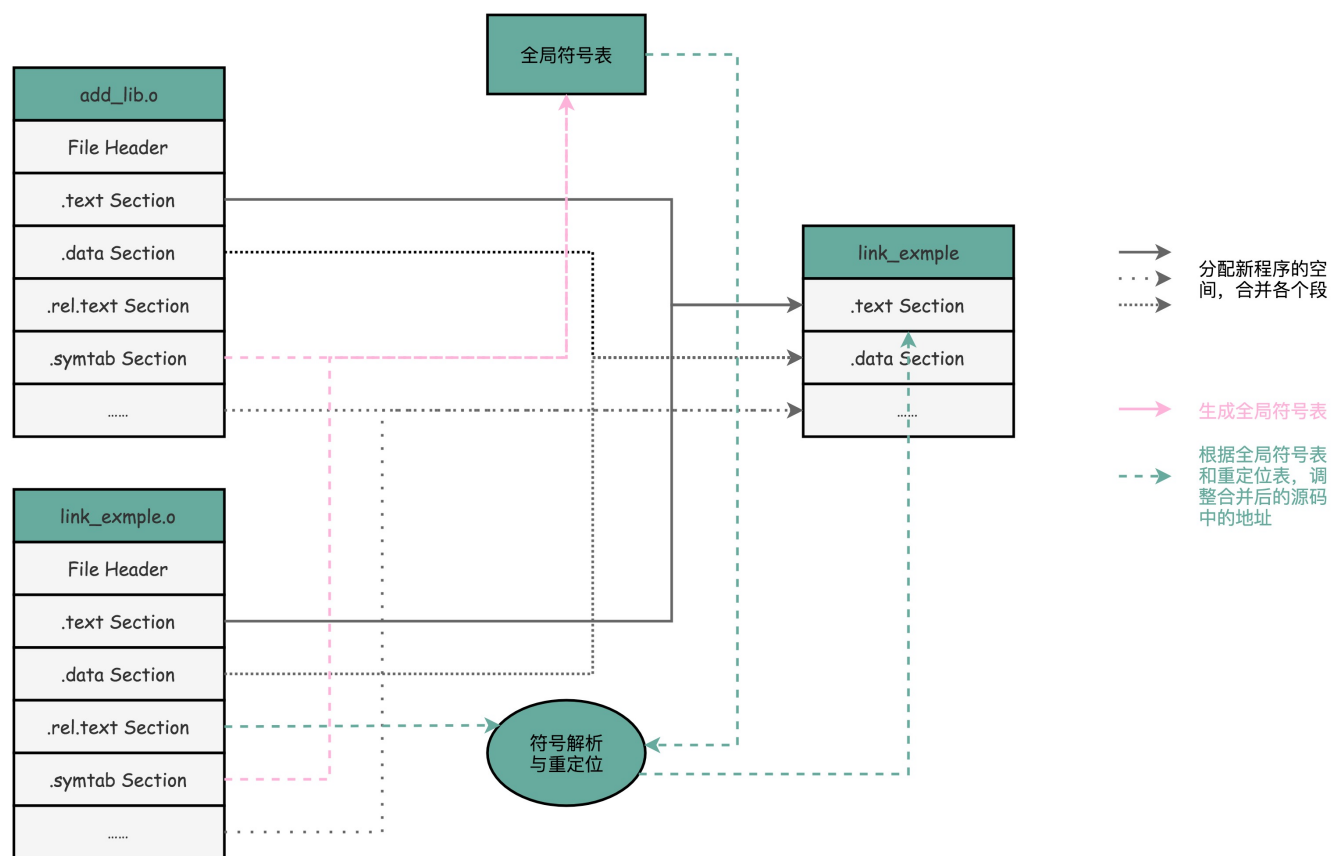 全局符号表
add_lib.o
File Header
.text Section
.data Section
.rel.text Section
.symtab Section
......
link_exmple.o
File Header
.text Section
.data Section
.rel.text Section
.symtab Section
......
符号解析
与重定位
link_exmple
.text Section
.data Section
......
分配新程序的空
间，合并各个段
生成全局符号表
根据全局符号表
和重定位表，调
整合并后的源码
中的地址